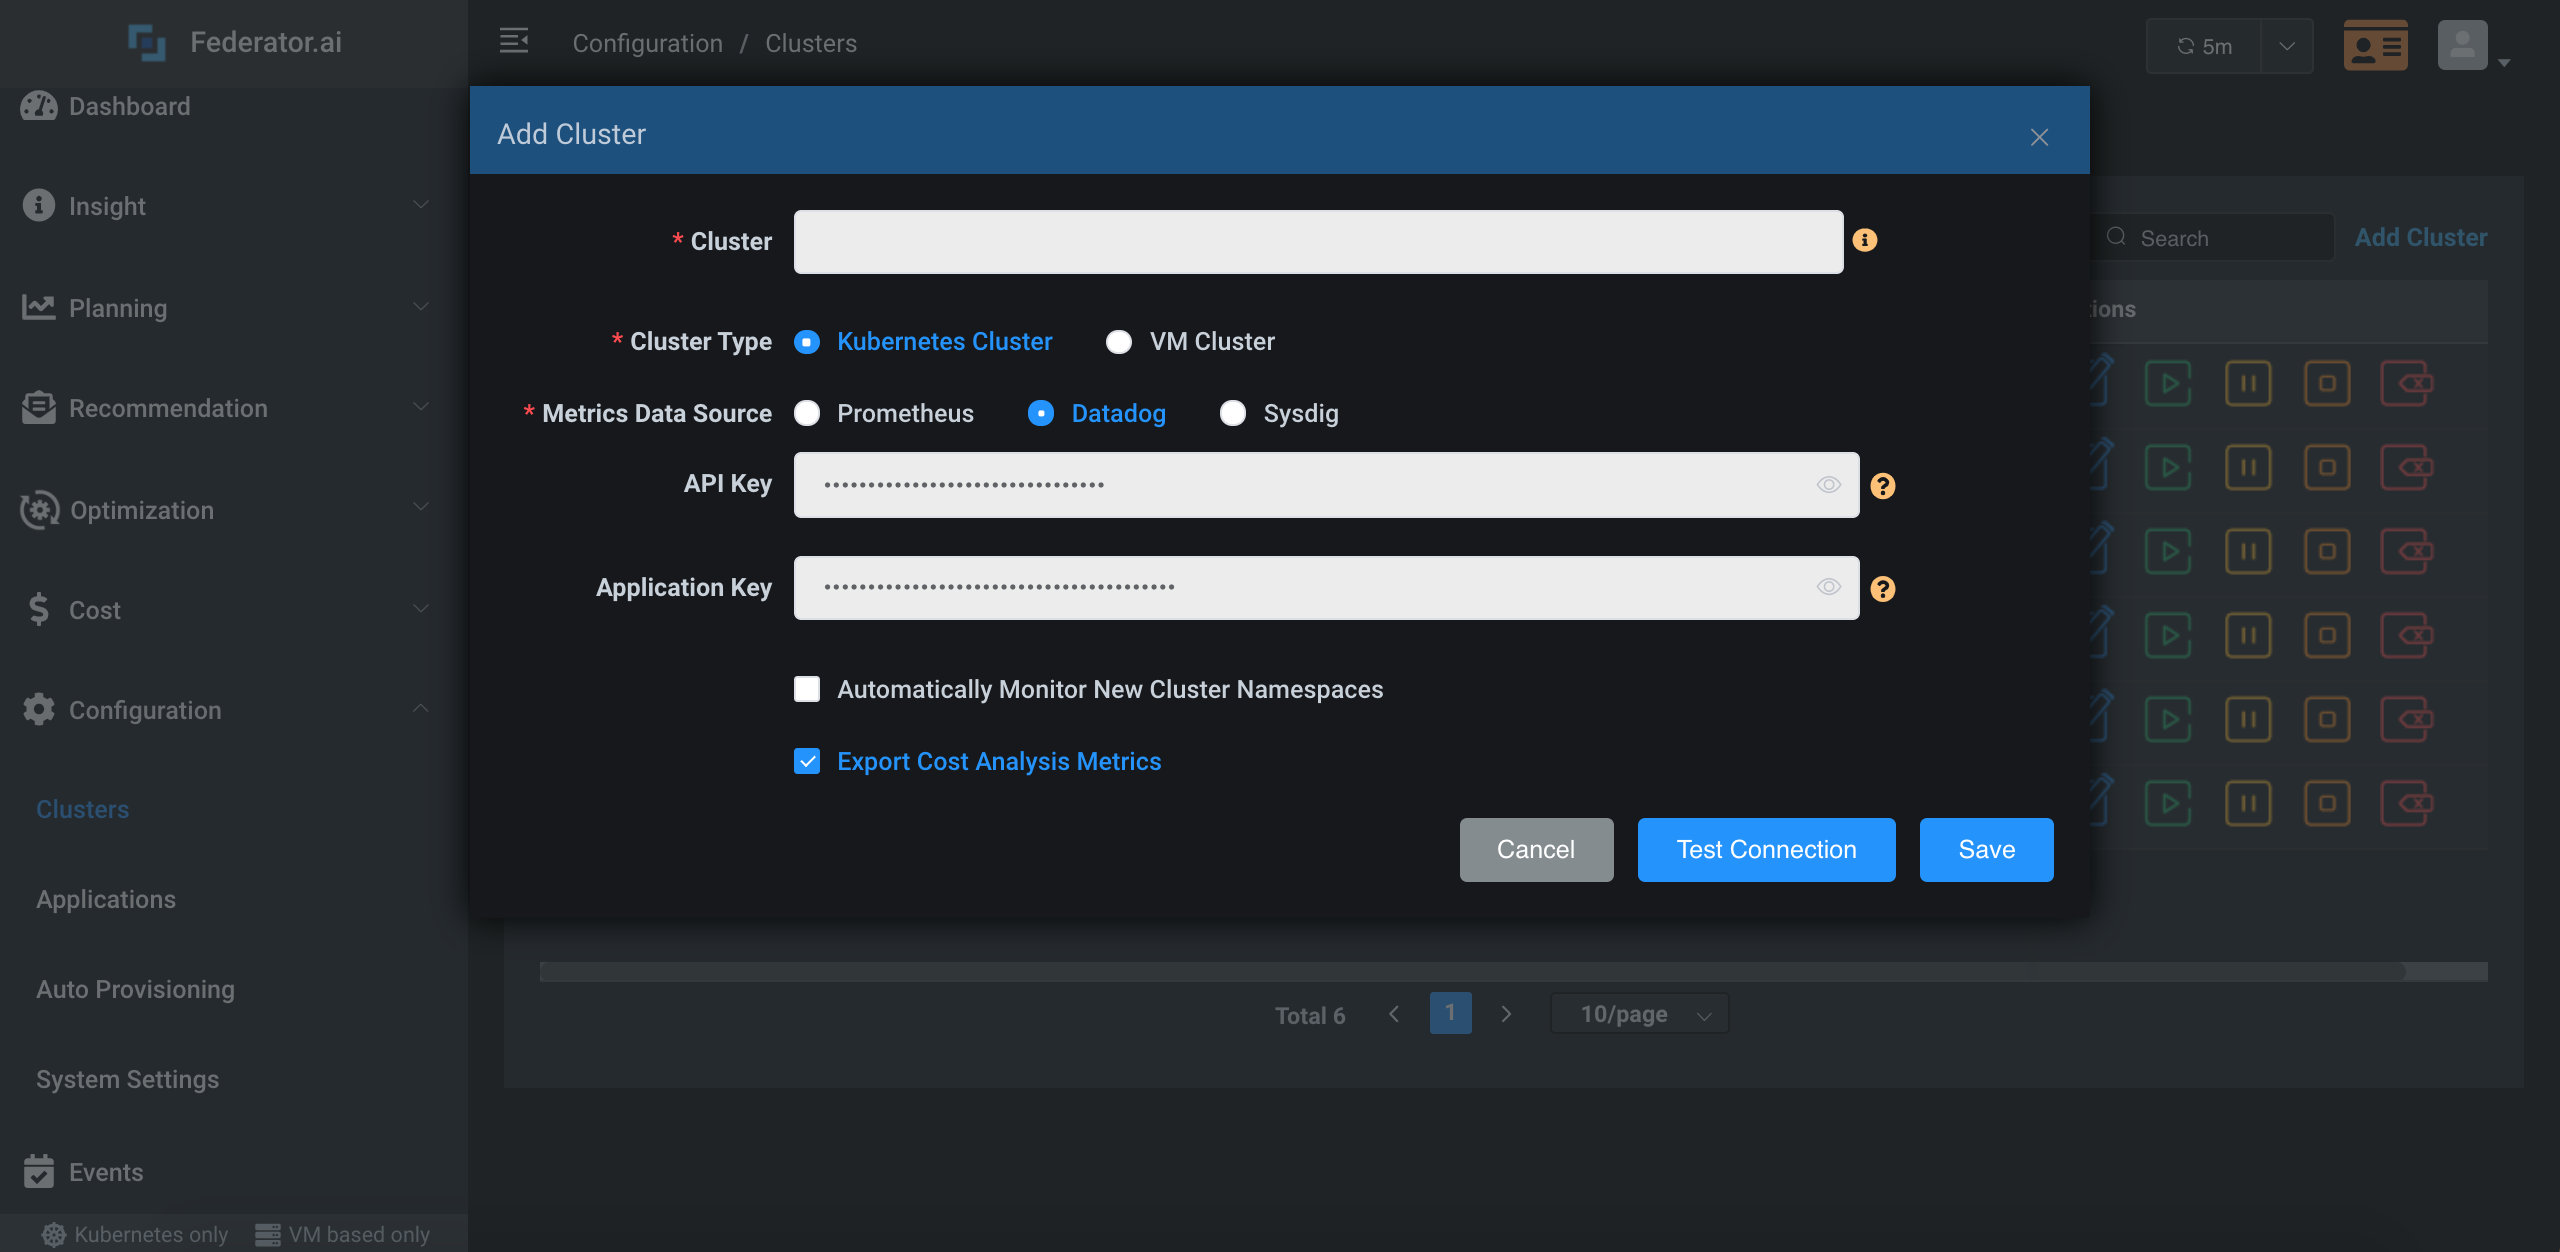 Federator.ai
Configuration / Clusters
5m
Dashboard
Insight
Planning
Recommendation
Optimization
Cost
Configuration
Clusters
Applications
Auto Provisioning
System Settings
Events
Kubernetes only VM based only
Add Cluster
* Cluster
* Cluster Type Kubernetes Cluster VM Cluster
* Metrics Data Source Prometheus Datadog Sysdig
API Key
Application Key
Automatically Monitor New Cluster Namespaces
Export Cost Analysis Metrics
Cancel Test Connection Save
Search Add Cluster
ions
Total 6 1 10/page